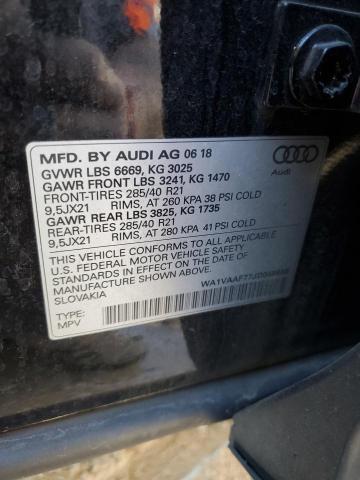 MFD. BY AUDI AG 06 18
GVWR LBS 6669, KG 3025
GAWR FRONT LBS 3241, KG 1470
FRONT-TIRES 285/40 R21
9,5JX21 RIMS, AT 260 KPA 38 PSI COLD
GAWR REAR LBS 3825, KG 1735
REAR-TIRES 285/40 R21
9,5JX21 RIMS, AT 280 KPA 41 PSI COLD
Audi
THIS VEHICLE CONFORMS TO ALL APPLICABLE
U.S. FEDERAL MOTOR VEHICLE SAFETY
STANDARDS IN EFFECT ON THE DATE OF
MANUFACTURE SHOWN ABOVE
SLOVAKIA
TYPE:
MPV